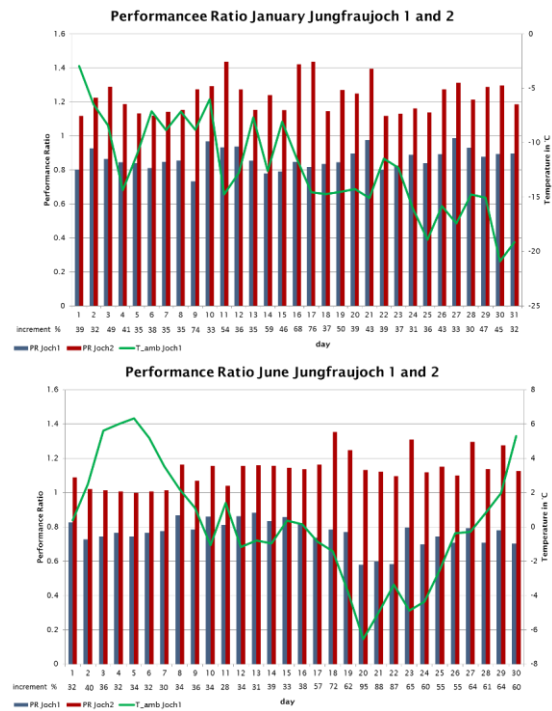 Performancee Ratio January Jungfraujoch 1 and 2
1.6 0
1.4
1.2 -5
1 -10
0.8
0.6 -15
0.4 -20
0.2
0 -25
Performance Ratio
Temperature in °C
1 2 3 4 5 6 7 8 9 10 11 12 13 14 15 16 17 18 19 20 21 22 23 24 25 26 27 28 29 30 31
increment % 39 32 49 41 35 38 35 35 74 33 54 36 35 59 46 68 76 37 50 39 43 39 47 31 36 43 33 30 47 45 32
day
PR Joch1 PR Joch2 T_amb Joch1
Performance Ratio June Jungfraujoch 1 and 2
1.6 8
1.4 6
1.2 4
1 2
0.8 0
0.6 -2
0.4 -4
0.2 -6
0 -8
Performance Ratio
Temperature in °C
1 2 3 4 5 6 7 8 9 10 11 12 13 14 15 16 17 18 19 20 21 22 23 24 25 26 27 28 29 30
increment % 32 40 36 32 34 32 30 34 36 34 28 34 31 39 33 38 57 72 62 95 88 87 65 60 55 55 64 61 64 60
day
PR Joch1 PR Joch2 T_amb Joch1